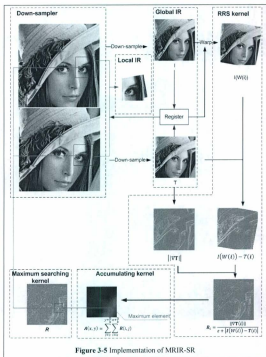 Down-sampler
Global IR
RRS kernel
Down-sample
Warp
Local IR
I
I(W(i))
Register
Down-sample
T
||∇T||
I(W(i)) − T(i)
Maximum searching kernel
Accumulating kernel
Maximum element
R
Figure 3-5 Implementation of MRIR-SR